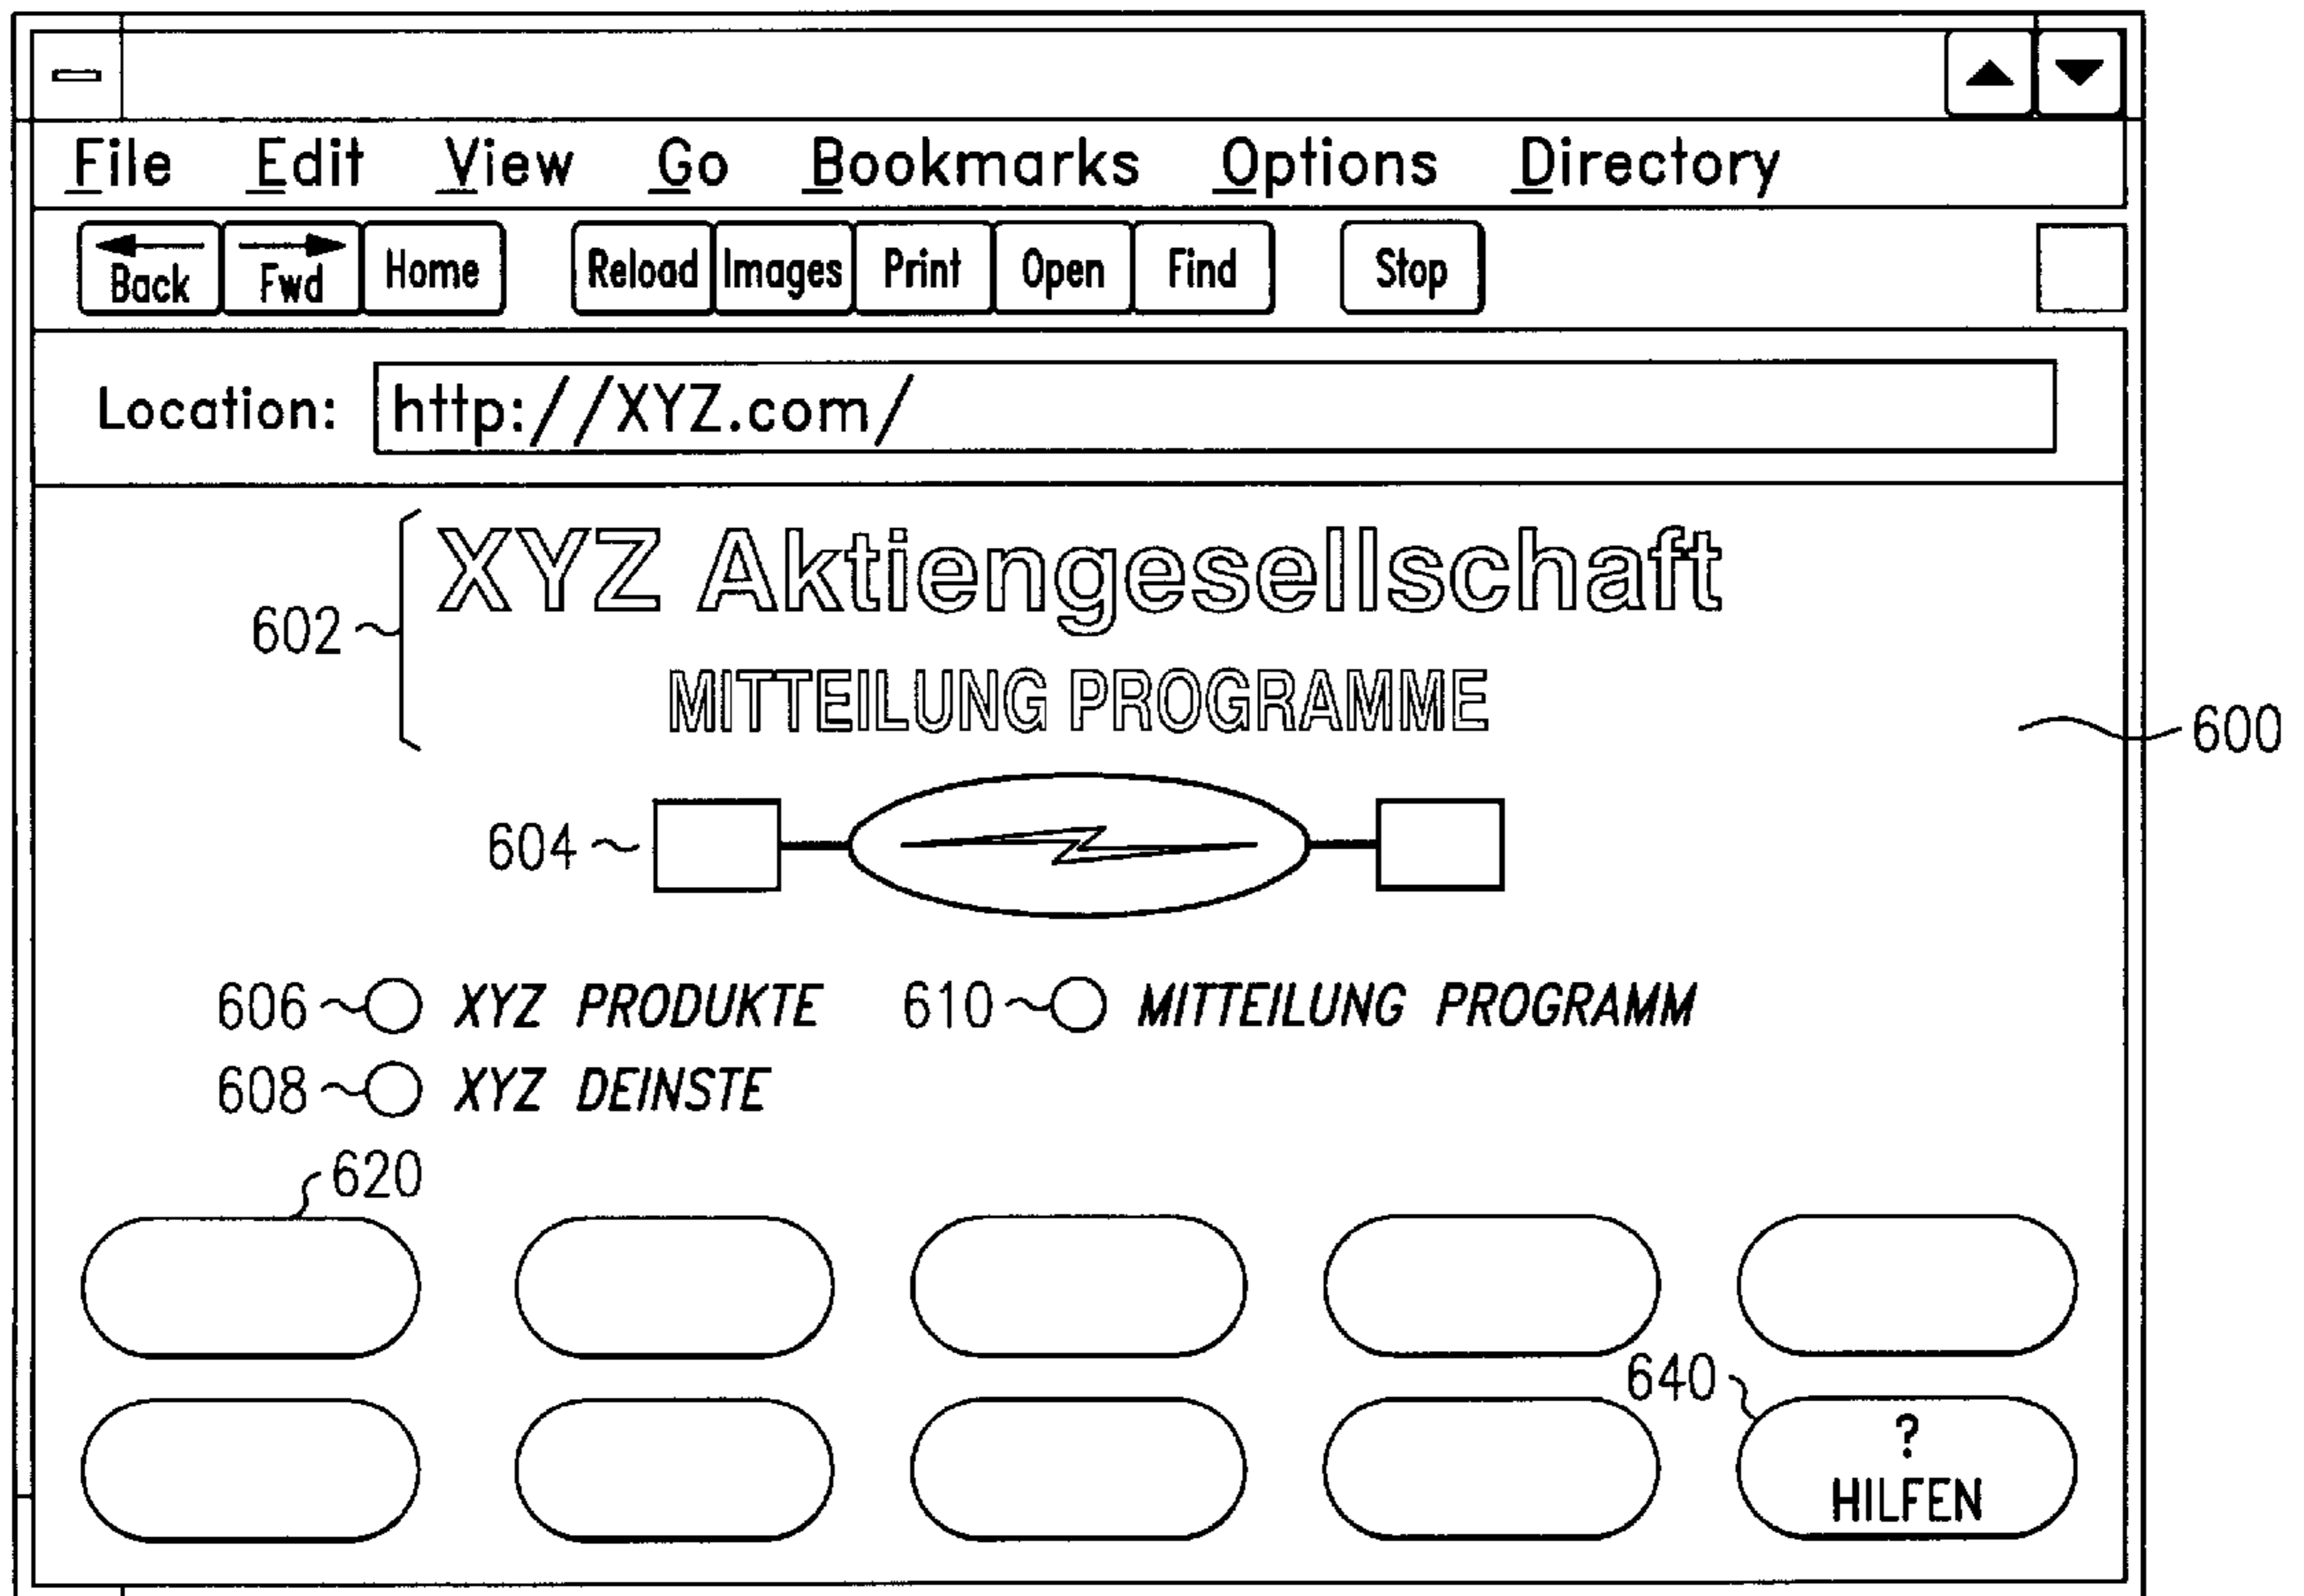 File Edit View Go Bookmarks Options Directory
Back Fwd Home Reload Images Print Open Find Stop
Location: http://XYZ.com/
XYZ Aktiengesellschaft
602
MITTEILUNG PROGRAMME
600
604
606 XYZ PRODUKTE 610 MITTEILUNG PROGRAMM
608 XYZ DEINSTE
620
640
?
HILFEN